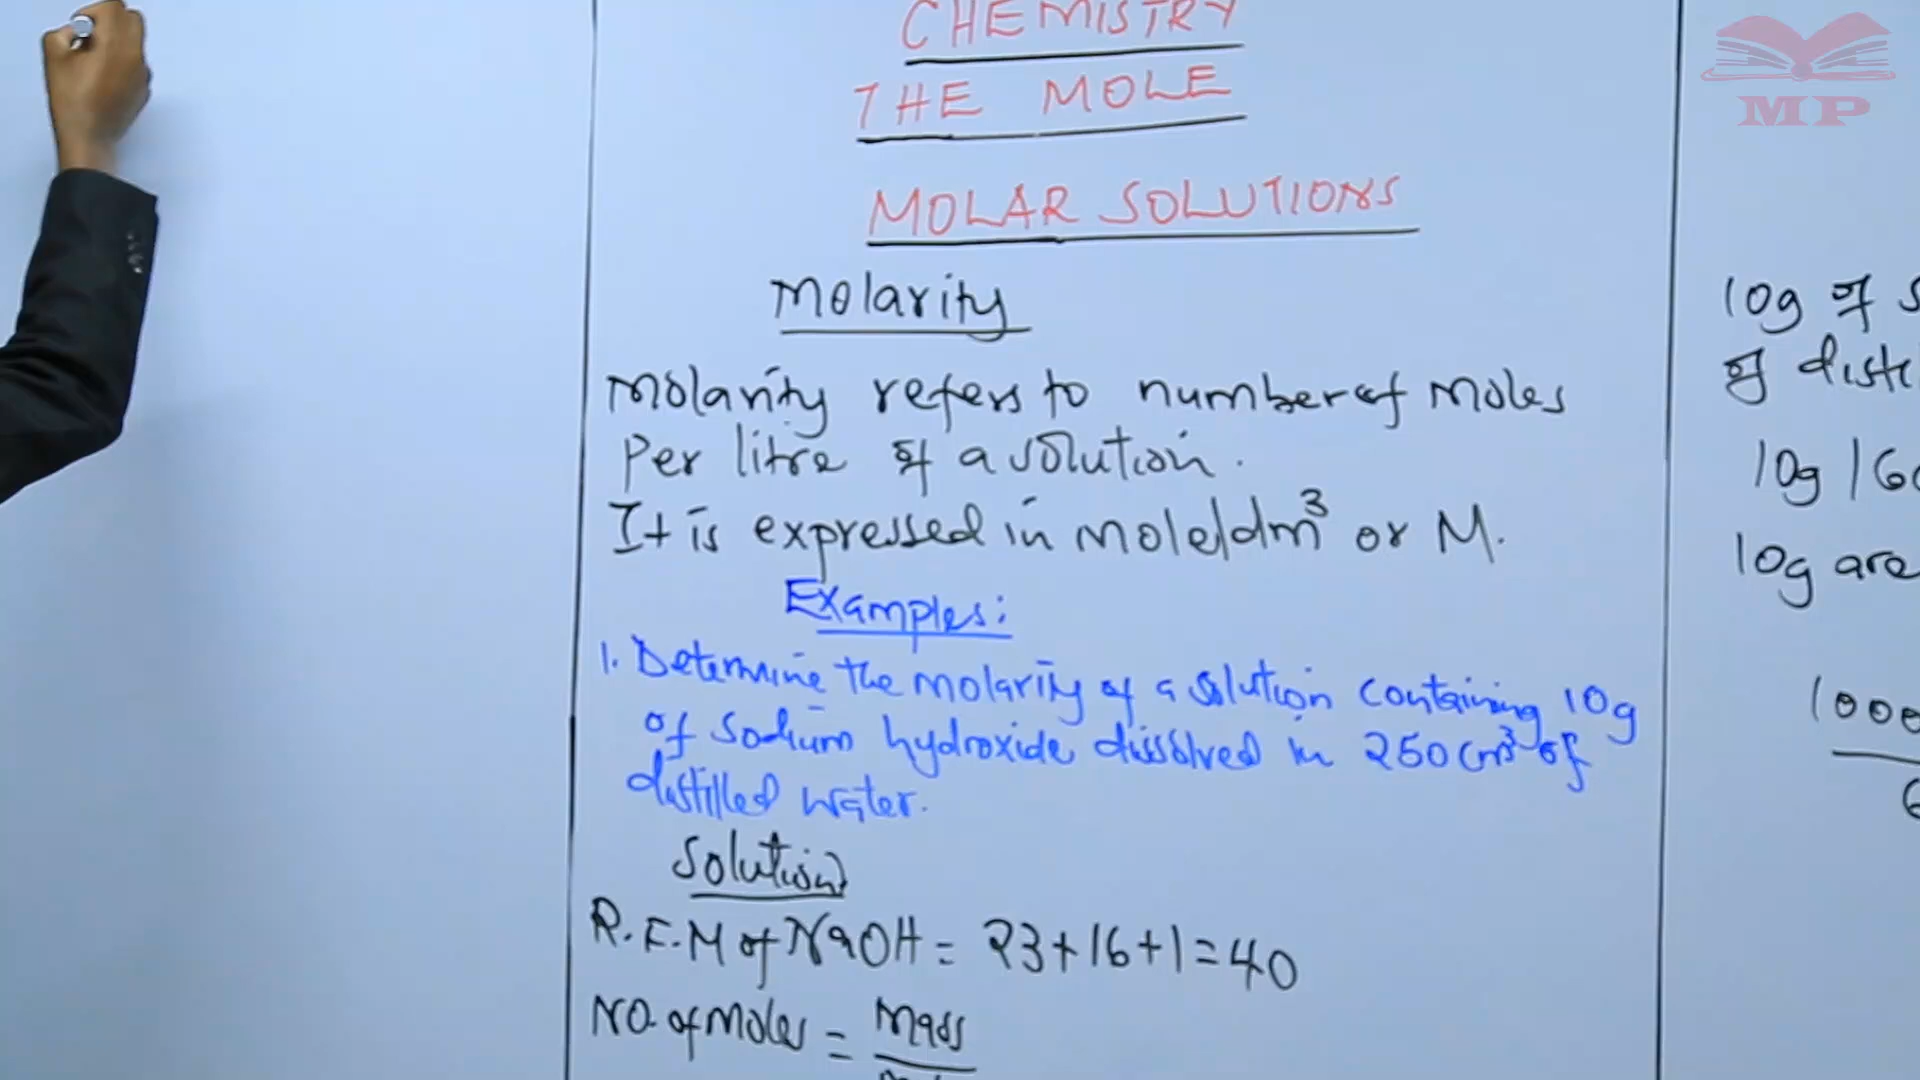 CHEMISTRY
THE MOLE
MOLAR SOLUTIONS
Molarity
Molarity refers to number of moles
Per litre of a solution.
It is expressed in mole/dm³ or M.
Examples:
1. Determine the molarity of a solution containing 10g
of sodium hydroxide dissolved in 250cm³ of
distilled water.
Solution
R.F.M of NaOH = 23+16+1=40
NO. of moles = Mass
10g of
of
10g
10g are
MP